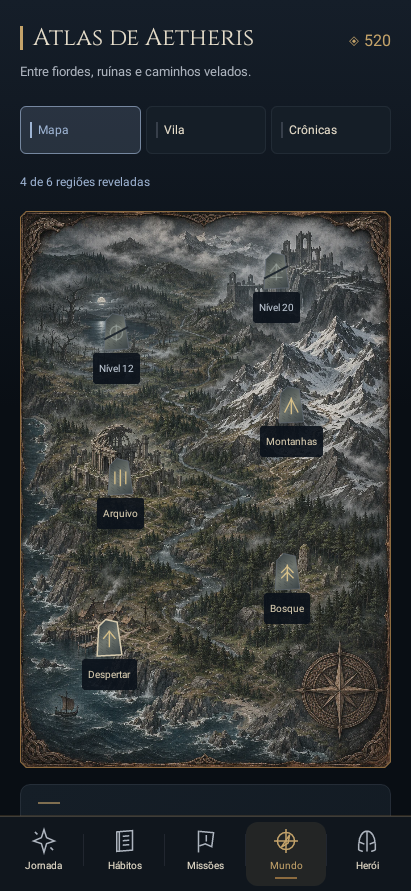 Atlas de Aetheris
520
Entre fiordes, ruínas e caminhos velados.
Mapa
Vila
Crônicas
4 de 6 regiões reveladas
Nível 20
Nível 12
Montanhas
Arquivo
Bosque
Despertar
Jornada
Hábitos
Missões
Mundo
Herói